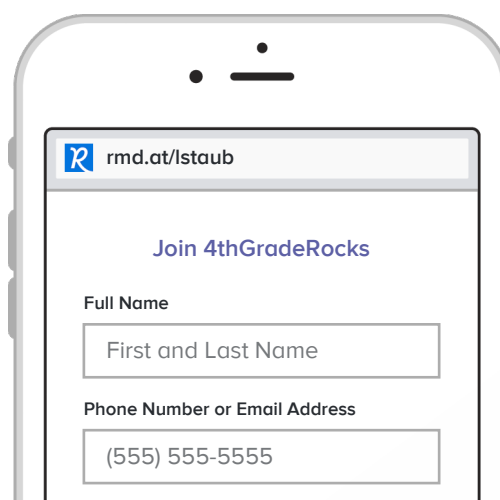 R rmd.at/lstaub
Join 4thGradeRocks
Full Name
First and Last Name
Phone Number or Email Address
(555) 555-5555